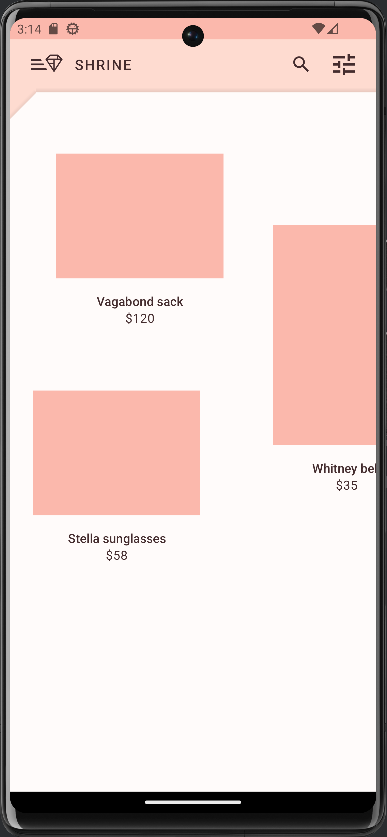 3:14
SHRINE
Vagabond sack
$120
Whitney bel
$35
Stella sunglasses
$58